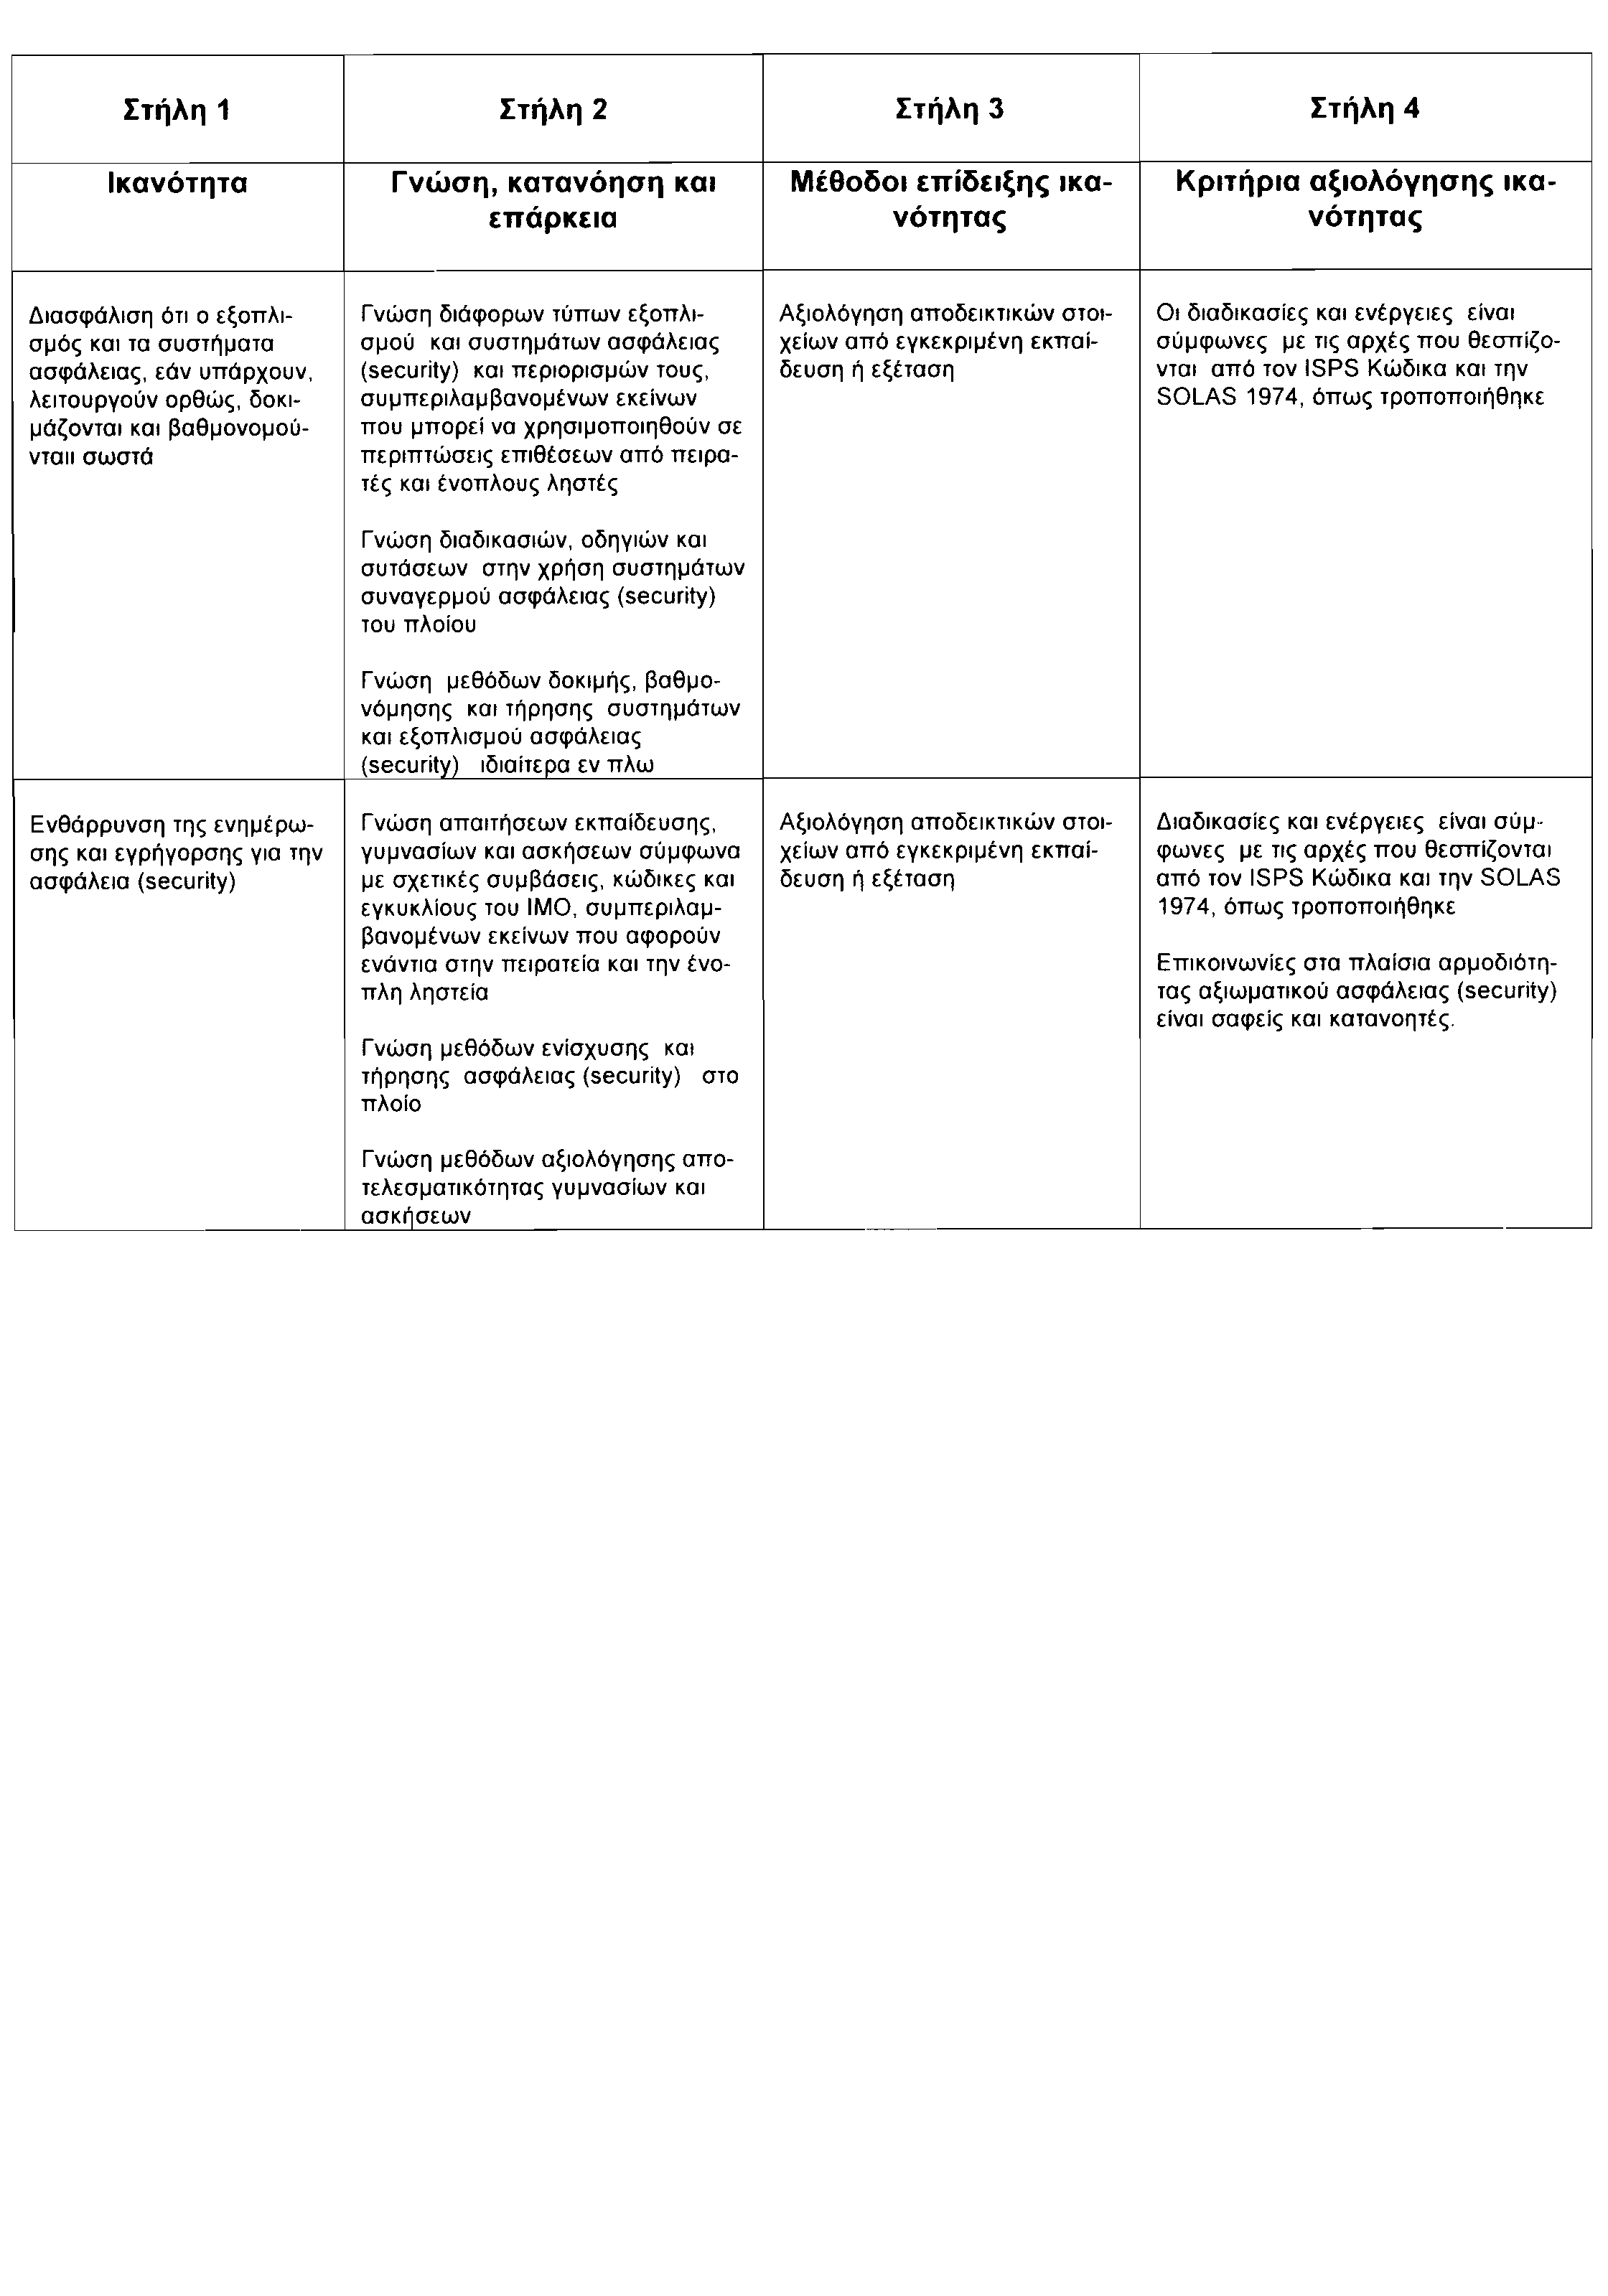 Στήλη 1
Στήλη 2
Στήλη 3
Στήλη 4
Ικανότητα
Γνώση, κατανόηση και
επάρκεια
Μέθοδοι επίδειξης ικα-
νότητας
Κριτήρια αξιολόγησης ικα-
νότητας
Διασφάλιση ότι ο εξοπλι-
σμός και τα συστήματα
ασφάλειας, εάν υπάρχουν,
λειτουργούν ορθώς, δοκι-
μάζονται και βαθμονομού-
νταιι σωστά
Γνώση διάφορων τύπων εξοπλι-
σμού και συστημάτων ασφάλειας
(security) και περιορισμών τους,
συμπεριλαμβανομένων εκείνων
που μπορεί να χρησιμοποιηθούν σε
περιπτώσεις επιθέσεων από πειρα-
τές και ένοπλους ληστές
Γνώση διαδικασιών, οδηγιών και
συτάσεων στην χρήση συστημάτων
συναγερμού ασφάλειας (security)
του πλοίου
Γνώση μεθόδων δοκιμής, βαθμο-
νόμησης και τήρησης συστημάτων
και εξοπλισμού ασφάλειας
(security) ιδιαίτερα εν πλω
Αξιολόγηση αποδεικτικών στοι-
χείων από εγκεκριμένη εκπαί-
δευση ή εξέταση
Οι διαδικασίες και ενέργειες είναι
σύμφωνες με τις αρχές που θεσπίζο-
νται από τον ISPS Κώδικα και την
SOLAS 1974, όπως τροποποιήθηκε
Ενθάρρυνση της ενημέρω-
σης και εγρήγορσης για την
ασφάλεια (security)
Γνώση απαιτήσεων εκπαίδευσης,
γυμνασίων και ασκήσεων σύμφωνα
με σχετικές συμβάσεις, κώδικες και
εγκυκλίους του ΙΜΟ, συμπεριλαμ-
βανομένων εκείνων που αφορούν
ενάντια στην πειρατεία και την ένο-
πλη ληστεία
Γνώση μεθόδων ενίσχυσης και
τήρησης ασφάλειας (security) στο
πλοίο
Γνώση μεθόδων αξιολόγησης απο-
τελεσματικότητας γυμνασίων και
ασκήσεων
Αξιολόγηση αποδεικτικών στοι-
χείων από εγκεκριμένη εκπαί-
δευση ή εξέταση
Διαδικασίες και ενέργειες είναι σύμ-
φωνες με τις αρχές που θεσπίζονται
από τον ISPS Κώδικα και την SOLAS
1974, όπως τροποποιήθηκε
Επικοινωνίες στα πλαίσια αρμοδιότη-
τας αξιωματικού ασφάλειας (security)
είναι σαφείς και κατανοητές.